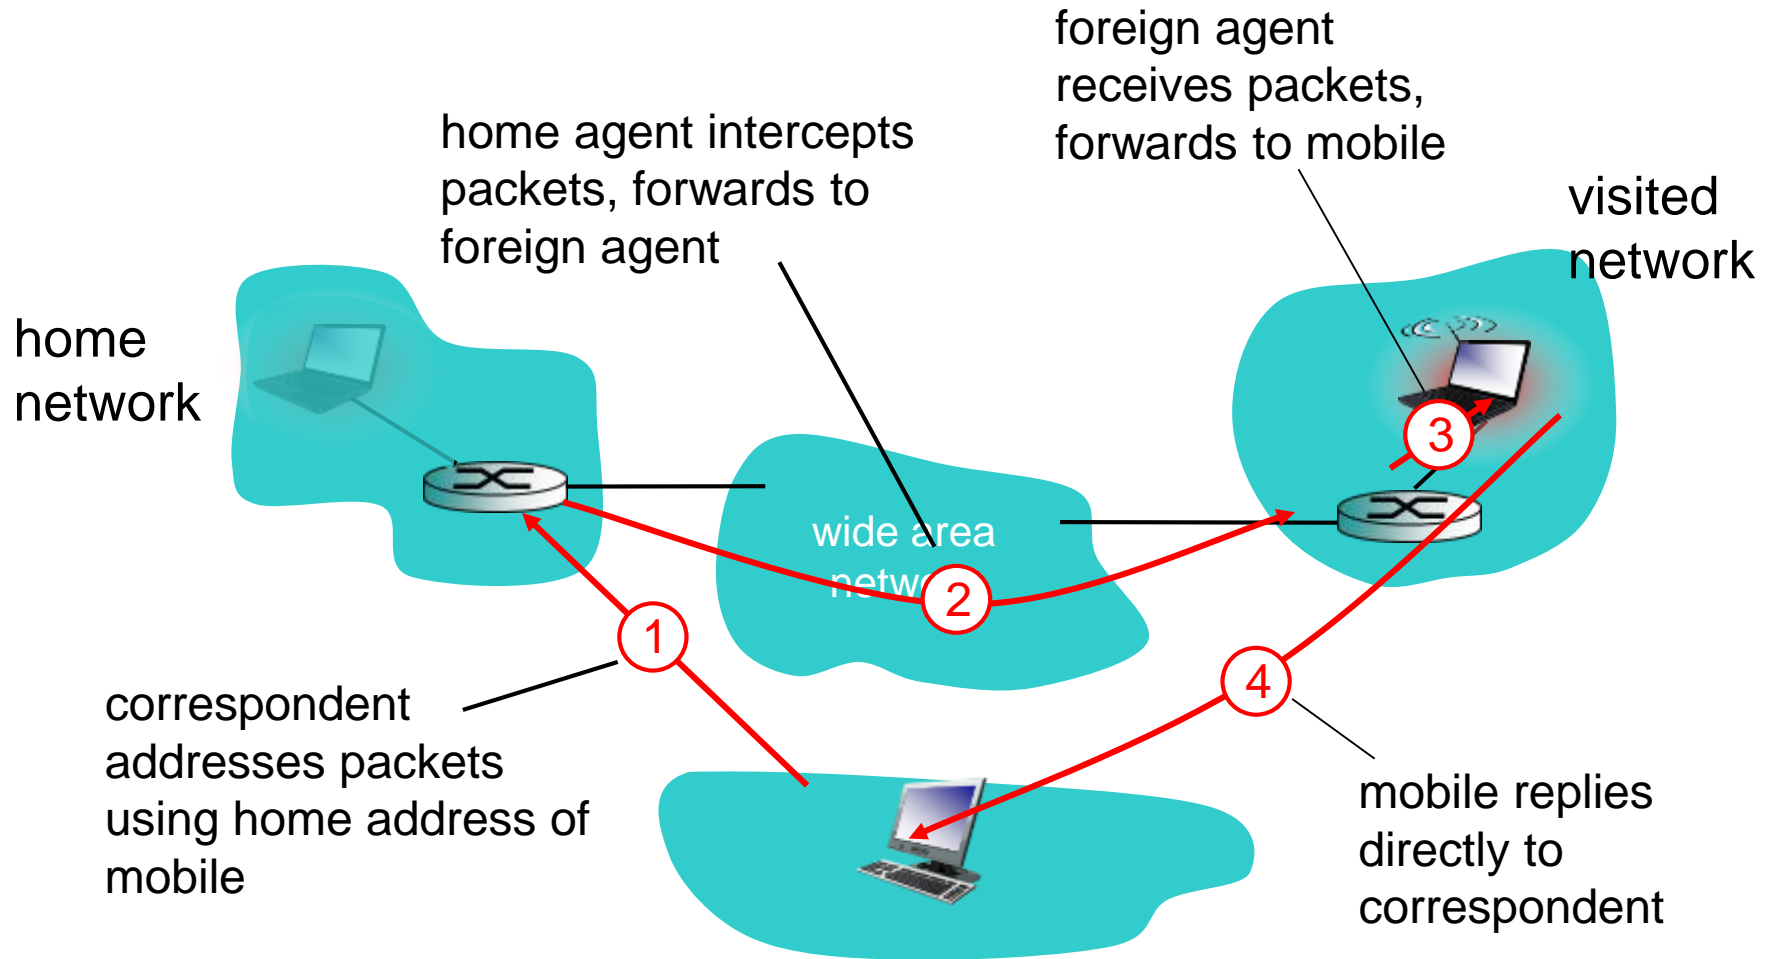 foreign agent
receives packets,
forwards to mobile
home agent intercepts
packets, forwards to
foreign agent
visited
network
home
network
3
wide area
network
2
1
4
correspondent
addresses packets
using home address of
mobile
mobile replies
directly to
correspondent